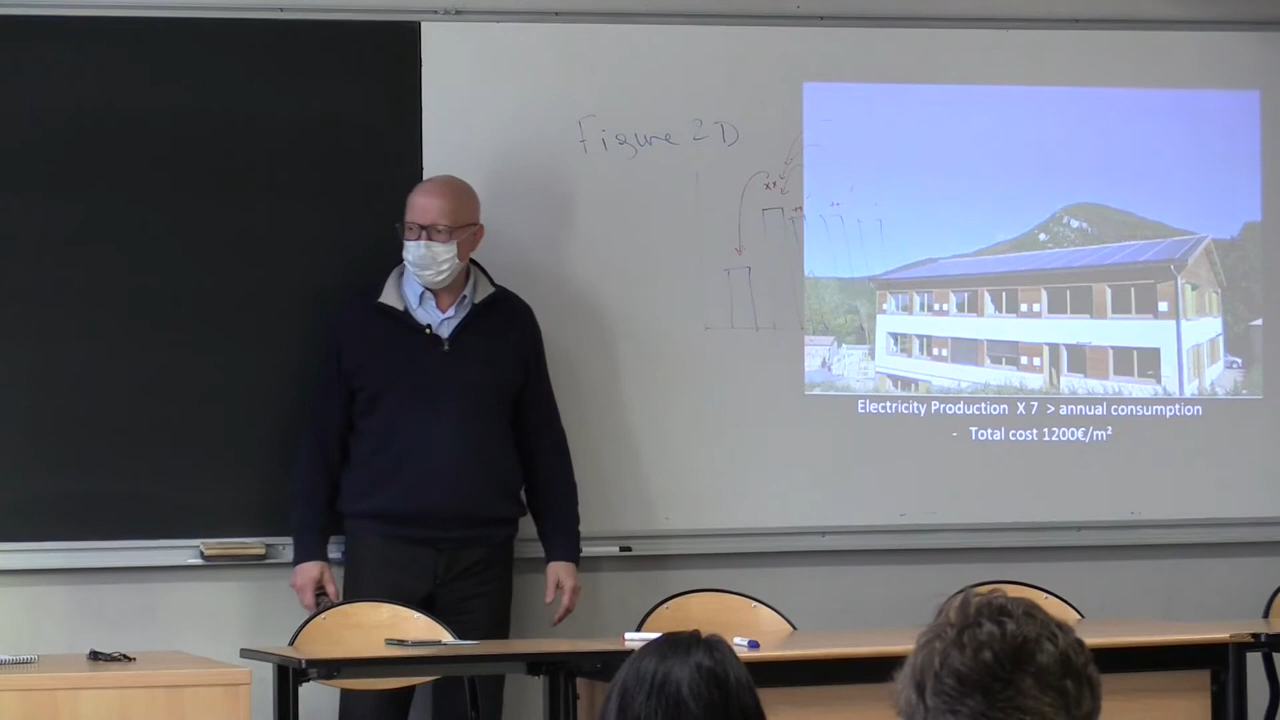 Figure 2D
Electricity Production X 7 > annual consumption
- Total cost 1200€/m²